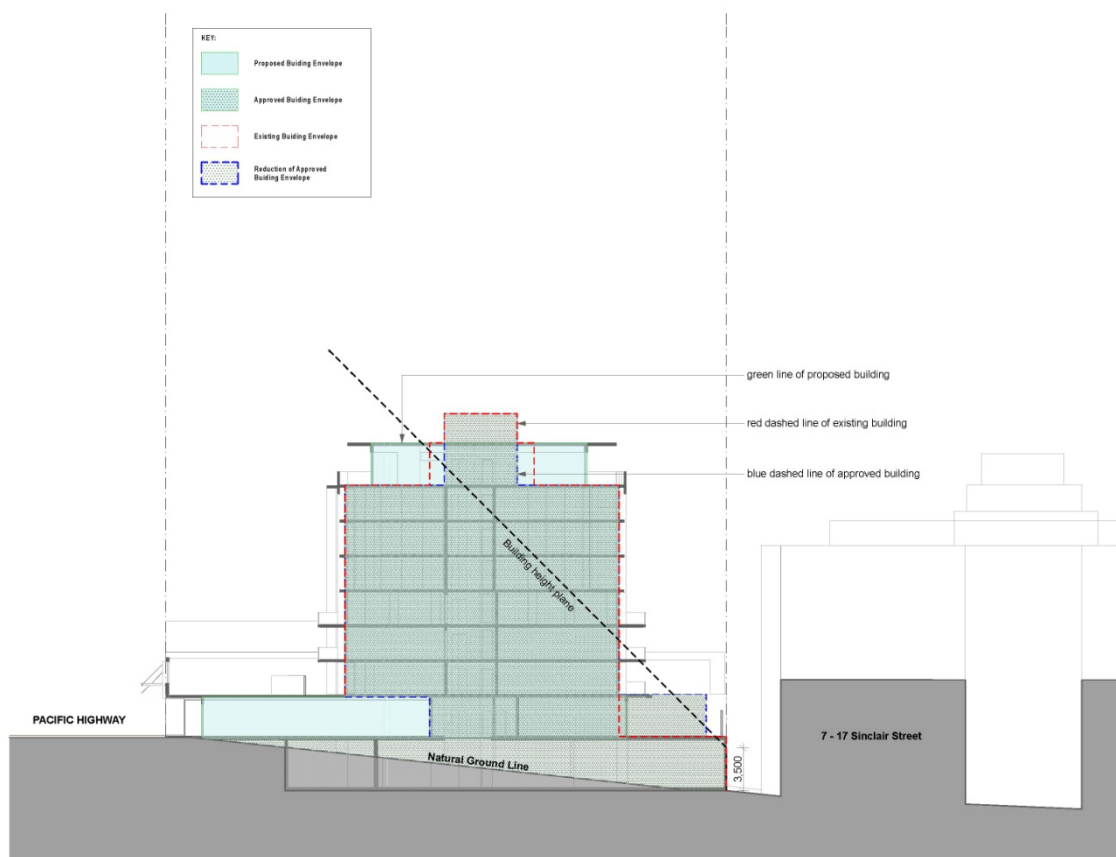 KEY:
Proposed Buiding Envelope
Approved Buiding Envelope
Existing Buiding Envelope
Reduction of Approved
Buiding Envelope
green line of proposed building
red dashed line of existing building
blue dashed line of approved building
Building height plane
PACIFIC HIGHWAY
7 - 17 Sinclair Street
Natural Ground Line
3,500